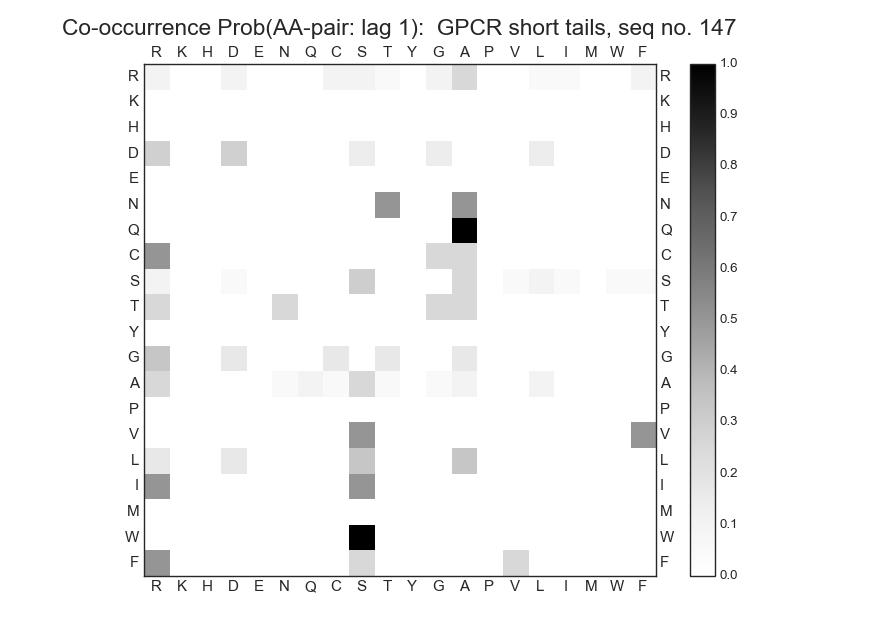 Co-occurrence Prob(AA-pair: lag 1):  GPCR short tails, seq no. 147
R K H D E N Q C S T Y G A P V L I M W F
R R 1.0
K K 0.9
H H
D D 0.8
E E
N N 0.7
Q Q
C C 0.6
S S
T T 0.5
Y Y
G G 0.4
A A
P P 0.3
V V
L L 0.2
I I
M M 0.1
W W
F F 0.0
R K H D E N Q C S T Y G A P V L I M W F